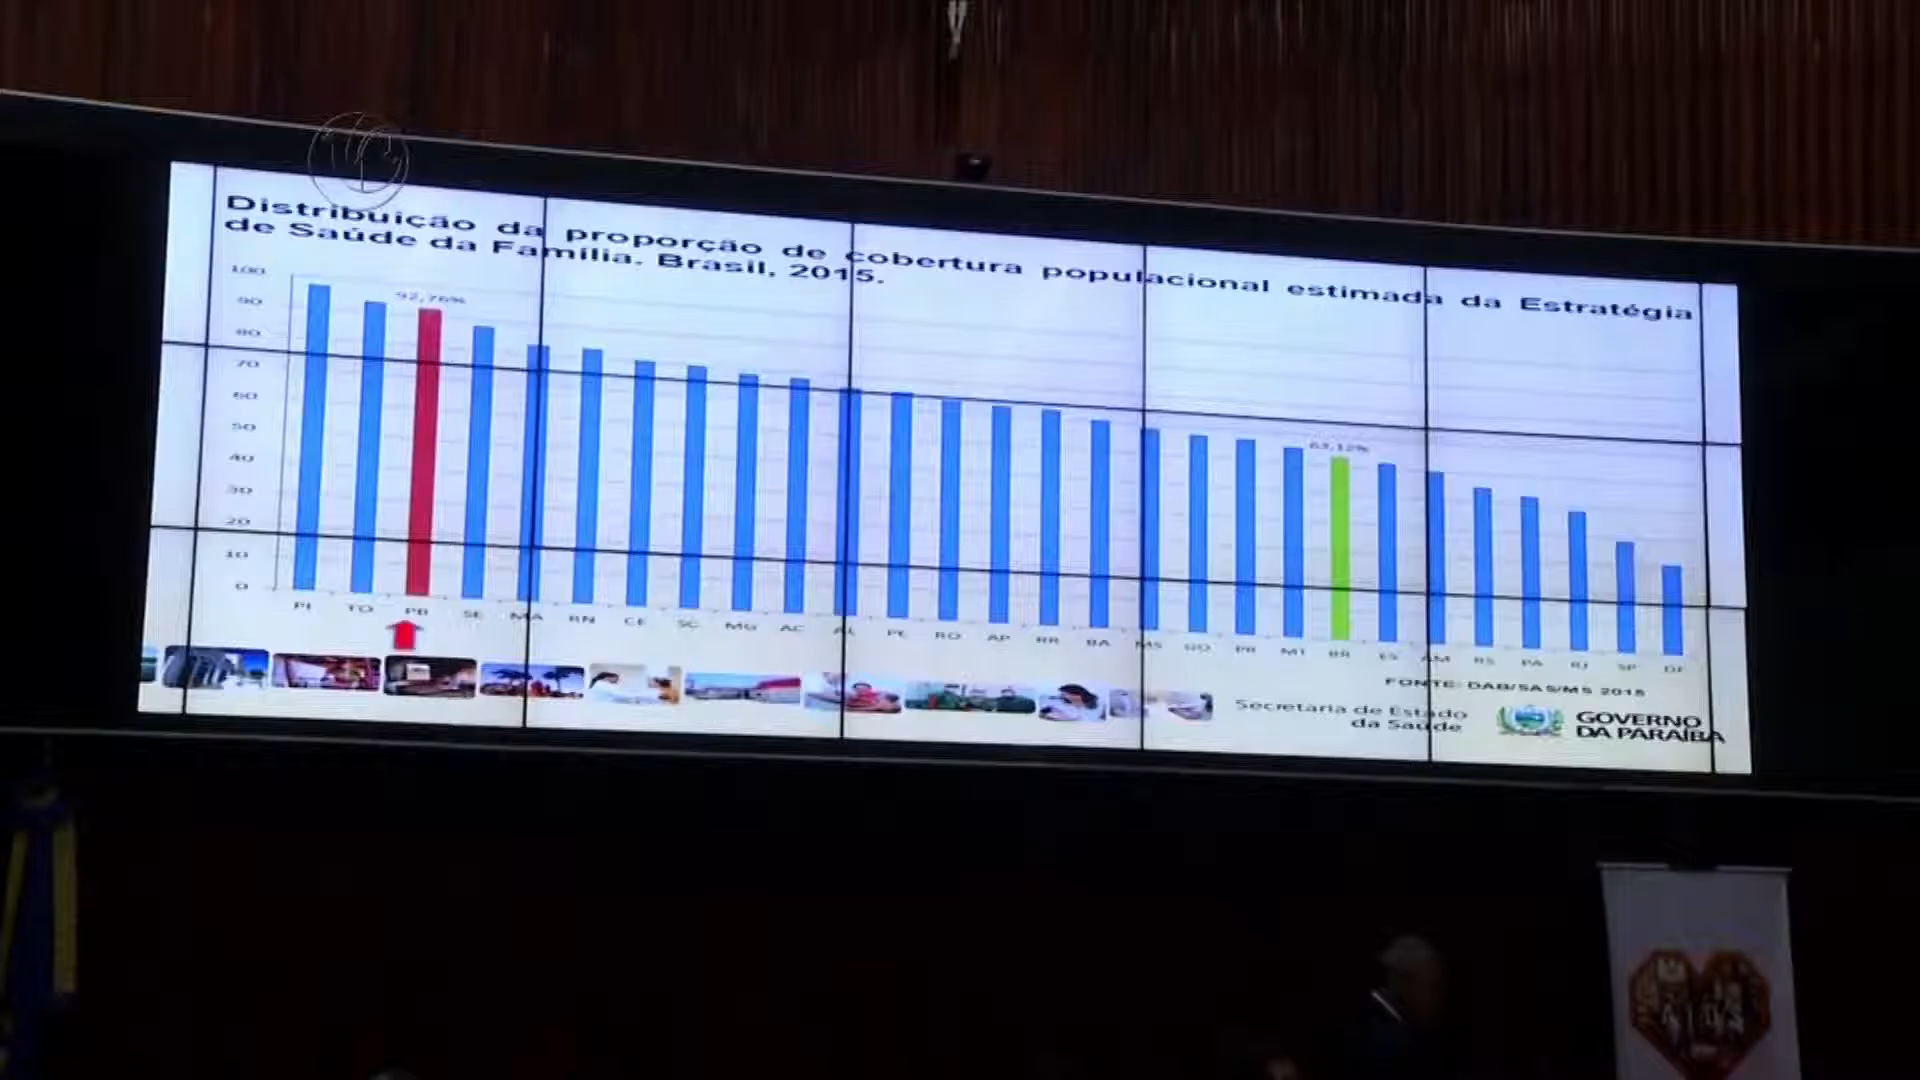 Distribuição da proporção de cobertura populacional estimada da Estratégia
de Saúde da Família. Brasil, 2015.
100
90
80
70
60
50
40
30
20
10
0
92,76%
63,12%
PI TO PB SE MA RN CE SC MG AC AL PE RO AP RR BA MS GO PR MT BR ES AM RS PA RJ SP DF
FONTE: DAB/SAS/MS 2015
Secretaria de Estado
da Saúde
GOVERNO
DA PARAÍBA